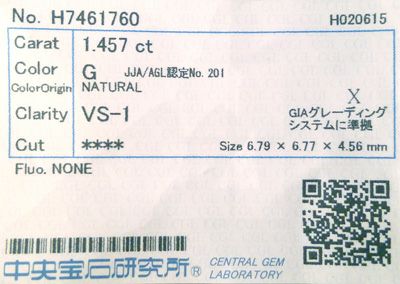 No. H7461760 H020615
Carat 1.457 ct
Color G JJA/AGL認定No. 201
ColorOrigin NATURAL
Clarity VS-1 X GIAグレーディング
システムに準拠
Cut **** Size 6.79 × 6.77 × 4.56 mm
Fluo. NONE
中央宝石研究所® CENTRAL GEM
LABORATORY